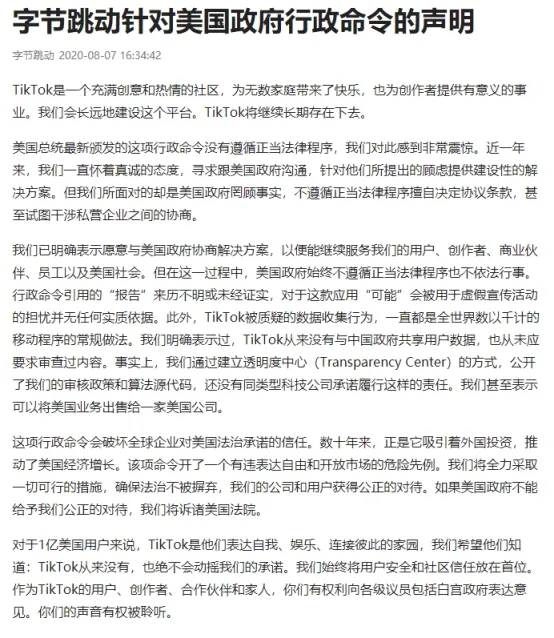 字节跳动针对美国政府行政命令的声明
字节跳动 2020-08-07 16:34:42
TikTok是一个充满创意和热情的社区，为无数家庭带来了快乐，也为创作者提供有意义的事
业。我们会长远地建设这个平台。TikTok将继续长期存在下去。
美国总统最新颁发的这项行政命令没有遵循正当法律程序，我们对此感到非常震惊。近一年
来，我们一直怀着真诚的态度，寻求跟美国政府沟通，针对他们所提出的顾虑提供建设性的解
决方案。但我们所面对的却是美国政府罔顾事实，不遵循正当法律程序擅自决定协议条款，甚
至试图干涉私营企业之间的协商。
我们已明确表示愿意与美国政府协商解决方案，以便能继续服务我们的用户、创作者、商业伙
伴、员工以及美国社会。但在这一过程中，美国政府始终不遵循正当法律程序也不依法行事。
行政命令引用的“报告”来历不明或未经证实，对于这款应用“可能”会被用于虚假宣传活动
的担忧并无任何实质依据。此外，TikTok被质疑的数据收集行为，一直都是全世界数以千计的
移动程序的常规做法。我们明确表示过，TikTok从来没有与中国政府共享用户数据，也从未应
要求审查过内容。事实上，我们通过建立透明度中心（Transparency Center）的方式，公开
了我们的审核政策和算法源代码，还没有同类型科技公司承诺履行这样的责任。我们甚至表示
可以将美国业务出售给一家美国公司。
这项行政命令会破坏全球企业对美国法治承诺的信任。数十年来，正是它吸引着外国投资，推
动了美国经济增长。该项命令开了一个有违表达自由和开放市场的危险先例。我们将全力采取
一切可行的措施，确保法治不被摒弃，我们的公司和用户获得公正的对待。如果美国政府不能
给予我们公正的对待，我们将诉诸美国法院。
对于1亿美国用户来说，TikTok是他们表达自我、娱乐、连接彼此的家园，我们希望他们们知
道：TikTok从来没有，也绝不会动摇我们的承诺。我们始终将用户安全和社区信任放在首位。
作为TikTok的用户、创作者、合作伙伴和家人，你们有权利向各级议员包括白宫政府表达意
见。你们的声音有权被聆听。